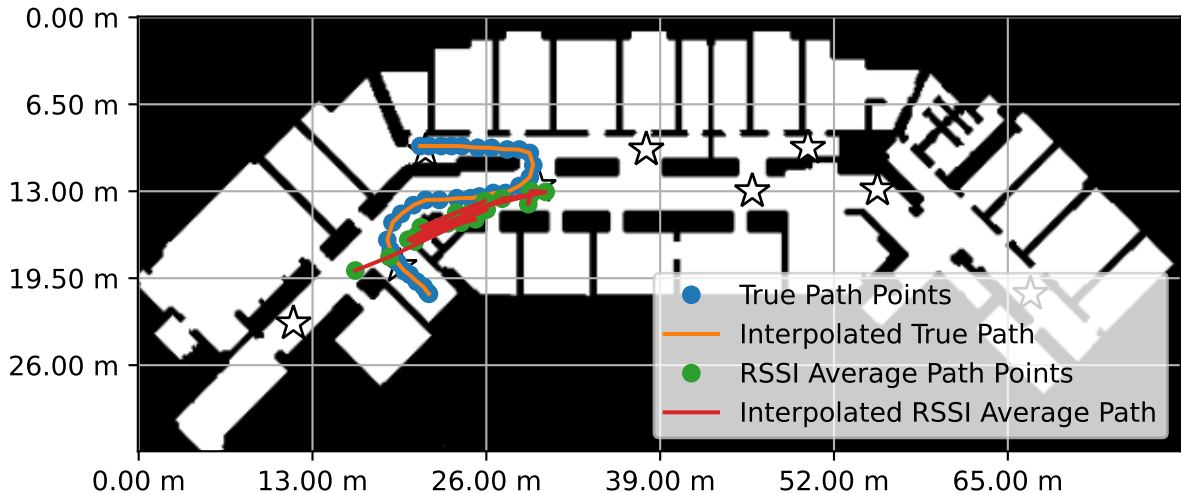 0.00 m
6.50 m
13.00 m
19.50 m
26.00 m
True Path Points
Interpolated True Path
RSSI Average Path Points
Interpolated RSSI Average Path
0.00 m 13.00 m 26.00 m 39.00 m 52.00 m 65.00 m